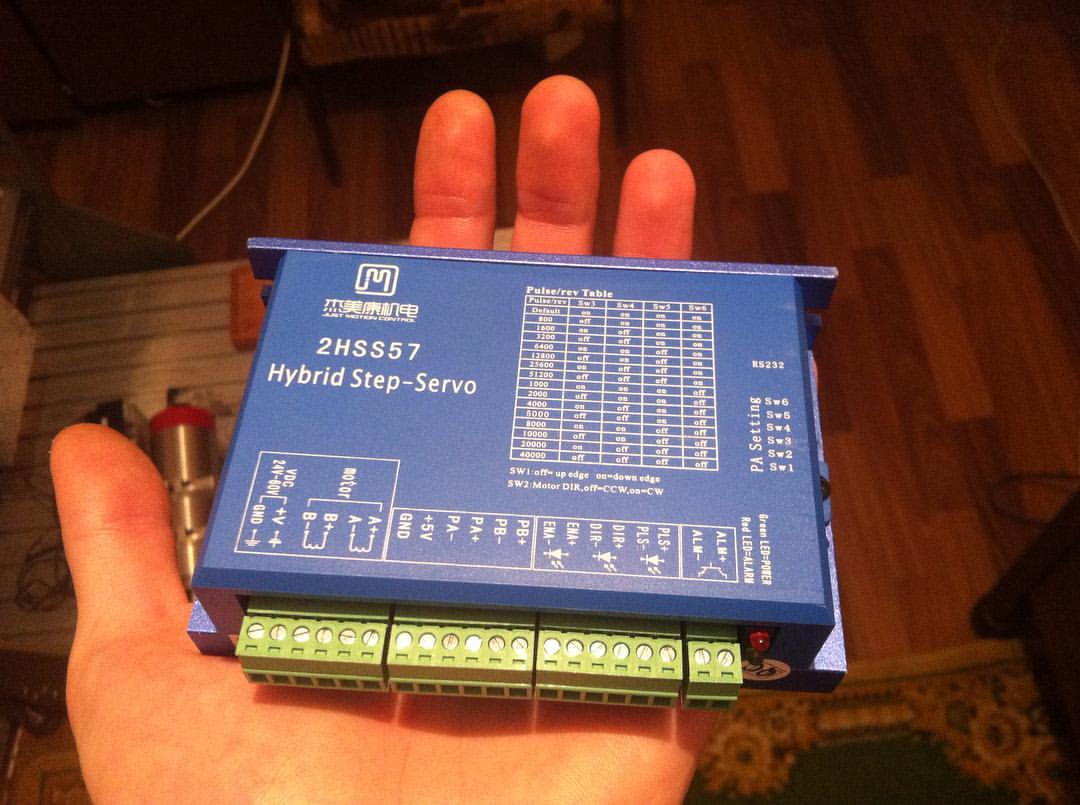 杰美康机电
JUST MOTION CONTROL
2HSS57
Hybrid Step-Servo
Pulse/rev Table
Pulse/rev Sw3 Sw4 Sw5 Sw6
Default on on on on
800 off on on on
1600 on off on on
3200 off off on on
6400 on on off on
12800 off on off on
25600 on off off on
51200 off off off on
1000 on on on off
2000 off on on off
4000 on off on off
5000 off off on off
8000 on on off off
10000 off on off off
20000 on off off off
40000 off off off off
SW1:off=up edge on=down edge
SW2:Motor DIR,off=CCW,on=CW
RS232
PA Setting
Sw6
Sw5
Sw4
Sw3
Sw2
Sw1
VDC
GND
+V
Motor
B-
B+
A-
A+
GND
+5V
PA-
PA+
PB-
PB+
ENA-
ENA+
DIR-
DIR+
PLS-
PLS+
ALM-
ALM+
Green LED=POWER
Red LED=ALARM